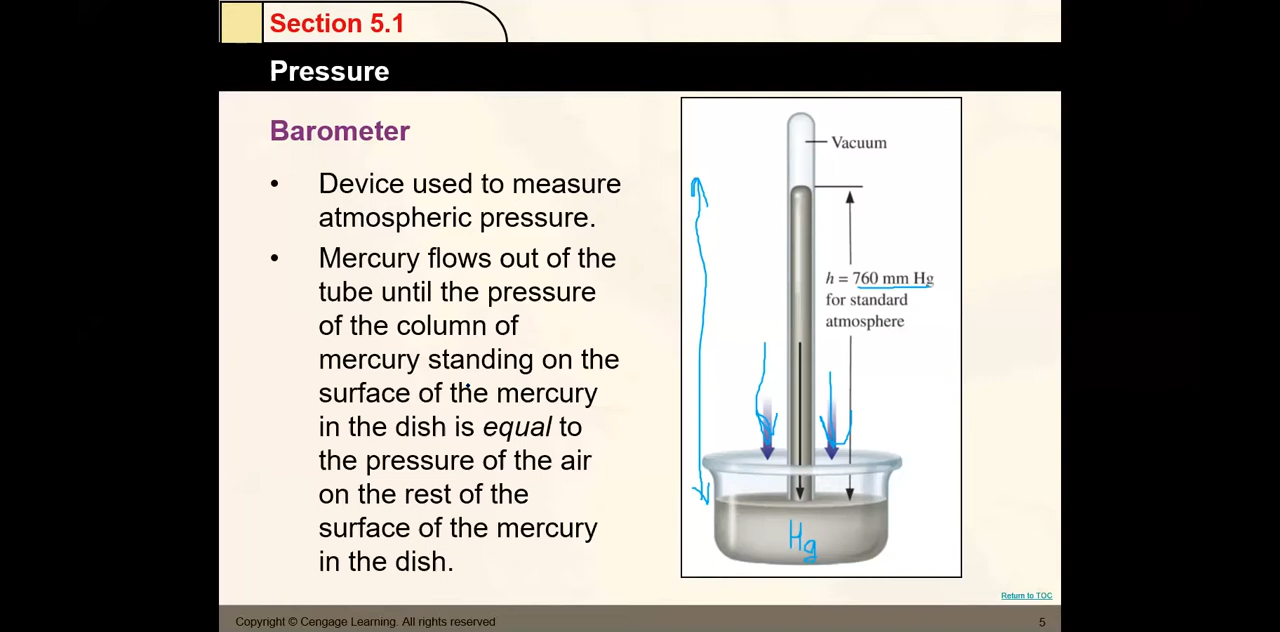 Section 5.1
Pressure
Barometer
• Device used to measure
atmospheric pressure.
• Mercury flows out of the
tube until the pressure
of the column of
mercury standing on the
surface of the mercury
in the dish is equal to
the pressure of the air
on the rest of the
surface of the mercury
in the dish.
Vacuum
h = 760 mm Hg
for standard
atmosphere
Hg
Return to TOC
Copyright © Cengage Learning. All rights reserved
5